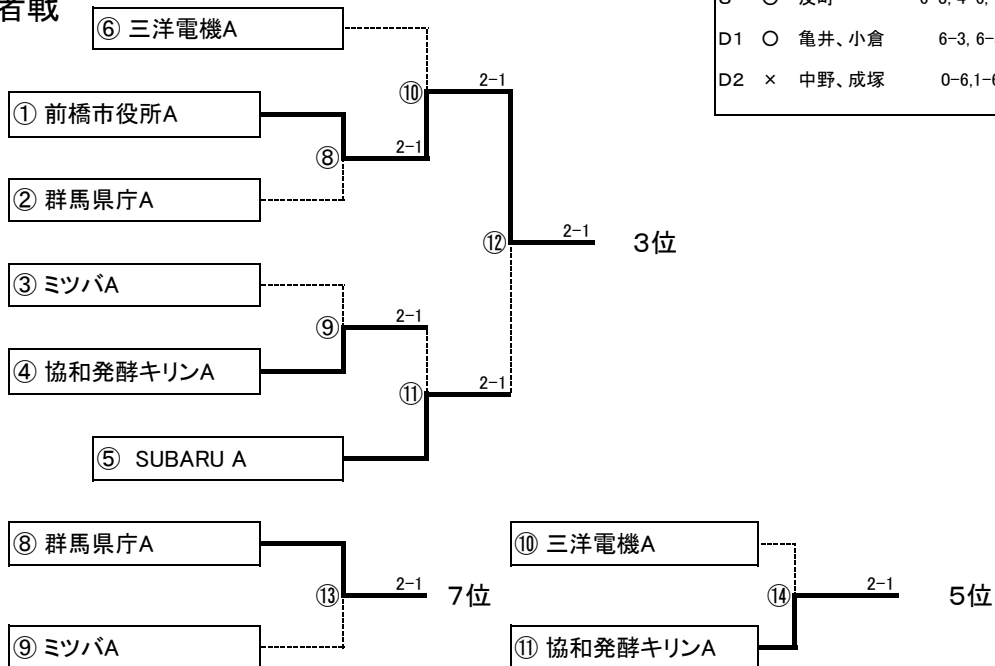 者戦
⑥ 三洋電機A
D1 ○ 亀井、小倉 6-3, 6-
D2 × 中野、成塚 0-6,1-6
⑩ 2-1
① 前橋市役所A
⑧ 2-1
② 群馬県庁A
⑫ 2-1 3位
③ ミツバA
⑨ 2-1
④ 協和発酵キリンA
⑪ 2-1
⑤ SUBARU A
⑧ 群馬県庁A
⑬ 2-1 7位
⑨ ミツバA
⑩ 三洋電機A
⑭ 2-1 5位
⑪ 協和発酵キリンA